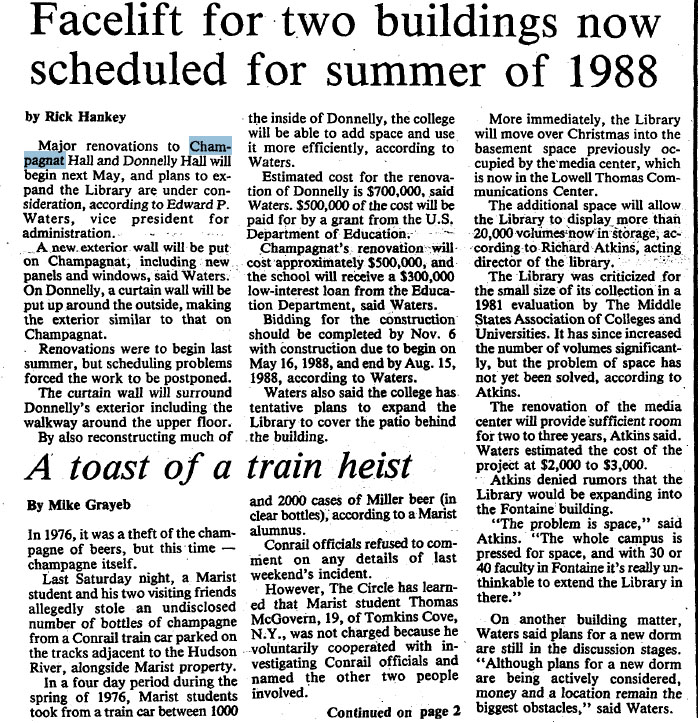 Facelift for two buildings now
scheduled for summer of 1988
by Rick Hankey
Major renovations to Cham-
pagnat Hall and Donnelly Hall will
begin next May, and plans to ex-
pand the Library are under con-
sideration, according to Edward P.
Waters, vice president for
administration.
A new exterior wall will be put
on Champagnat, including new
panels and windows, said Waters.
On Donnelly, a curtain wall will be
put up around the outside, making
the exterior similar to that on
Champagnat.
Renovations were to begin last
summer, but scheduling problems
forced the work to be postponed.
The curtain wall will surround
Donnelly's exterior including the
walkway around the upper floor.
By also reconstructing much of
the inside of Donnelly, the college
will be able to add space and use
it more efficiently, according to
Waters.
Estimated cost for the renova-
tion of Donnelly is $700,000, said
Waters. $500,000 of the cost will be
paid for by a grant from the U.S.
Department of Education.
Champagnat's renovation will
cost approximately $500,000, and
the school will receive a $300,000
low-interest loan from the Educa-
tion Department, said Waters.
Bidding for the construction
should be completed by Nov. 6
with construction due to begin on
May 16, 1988, and end by Aug. 15,
1988, according to Waters.
Waters also said the college has
tentative plans to expand the
Library to cover the patio behind
the building.
More immediately, the Library
will move over Christmas into the
basement space previously oc-
cupied by the media center, which
is now in the Lowell Thomas Com-
munications Center.
The additional space will allow
the Library to display more than
20,000 volumes now in storage, ac-
cording to Richard Atkins, acting
director of the library.
The Library was criticized for
the small size of its collection in a
1981 evaluation by The Middle
States Association of Colleges and
Universities. It has since increased
the number of volumes significant-
ly, but the problem of space has
not yet been solved, according to
Atkins.
The renovation of the media
center will provide sufficient room
for two to three years, Atkins said.
Waters estimated the cost of the
project at $2,000 to $3,000.
Atkins denied rumors that the
Library would be expanding into
the Fontaine building.
"The problem is space," said
Atkins. "The whole campus is
pressed for space, and with 30 or
40 faculty in Fontaine it's really un-
thinkable to extend the Library in
there."
On another building matter,
Waters said plans for a new dorm
are still in the discussion stages.
"Although plans for a new dorm
are being actively considered,
money and a location remain the
biggest obstacles," said Waters.
A toast of a train heist
By Mike Grayeb
In 1976, it was a theft of the cham-
pagne of beers, but this time —
champagne itself.
Last Saturday night, a Marist
student and his two visiting friends
allegedly stole an undisclosed
number of bottles of champagne
from a Conrail train car parked on
the tracks adjacent to the Hudson
River, alongside Marist property.
In a four day period during the
spring of 1976, Marist students
took from a train car between 1000
and 2000 cases of Miller beer (in
clear bottles), according to a Marist
alumnus.
Conrail officials refused to com-
ment on any details of last
weekend's incident.
However, The Circle has learn-
ed that Marist student Thomas
McGovern, 19, of Tomkins Cove,
N.Y., was not charged because he
voluntarily cooperated with in-
vestigating Conrail officials and
named the other two people
involved.
Continued on page 2